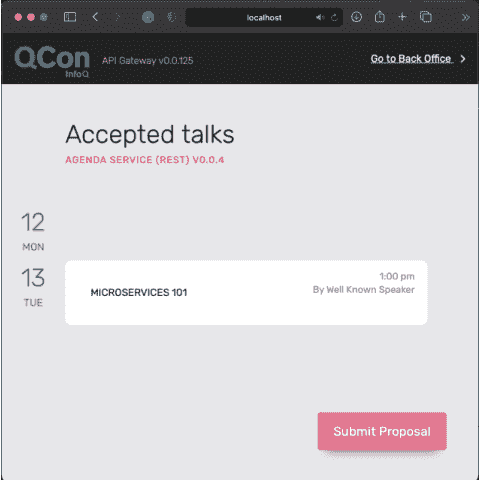 localhost
QCon
InfoQ
API Gateway v0.0.125
Go to Back Office
Accepted talks
AGENDA SERVICE (REST) V0.0.4
12
MON
13
TUE
1:00 pm
MICROSERVICES 101
By Well Known Speaker
Submit Proposal